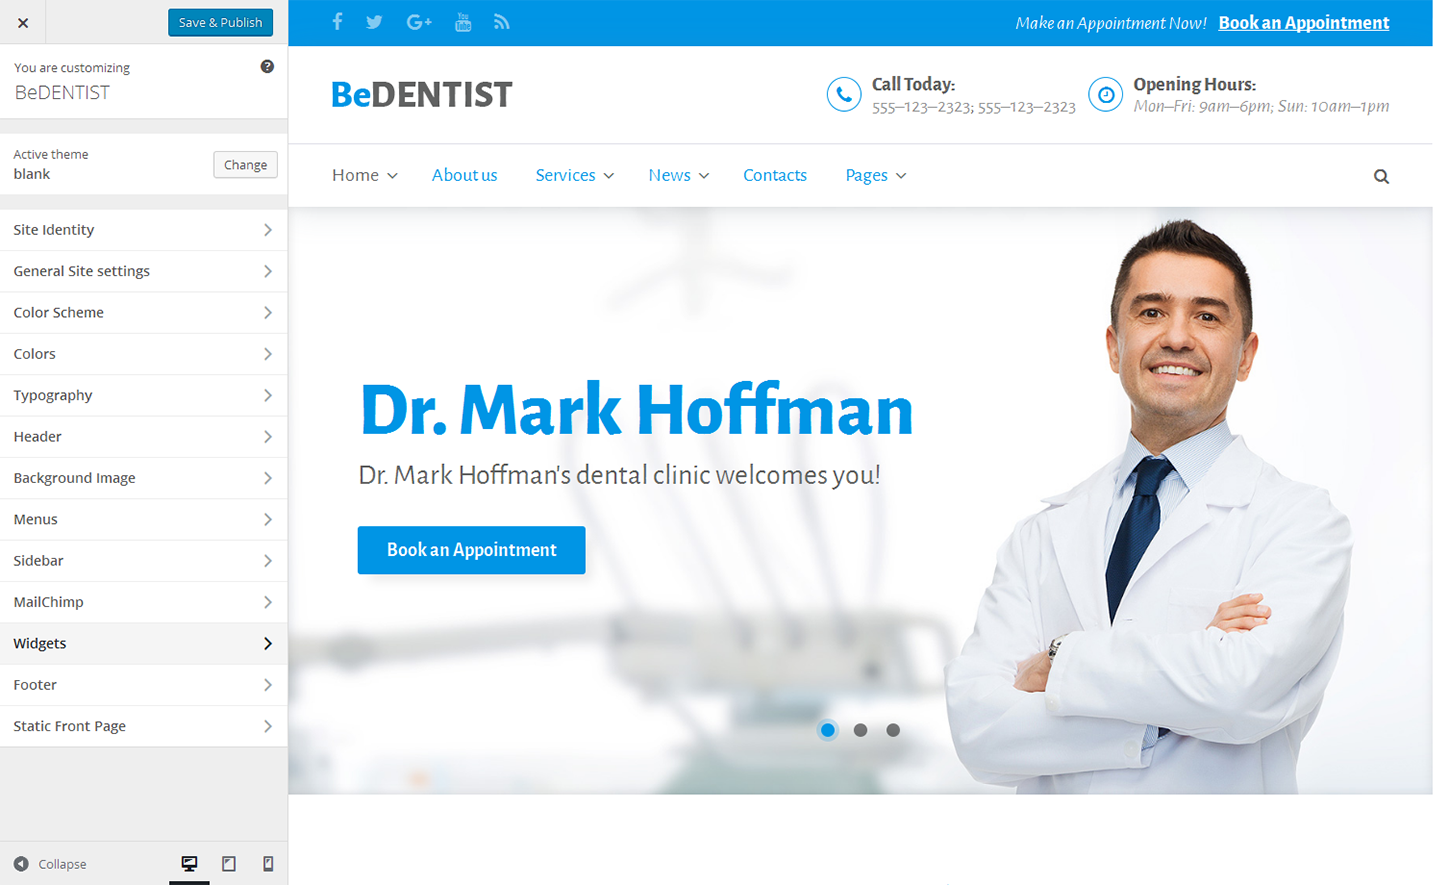 Save & Publish
You are customizing
BeDENTIST
Active theme
blank
Change
Site Identity
General Site settings
Color Scheme
Colors
Typography
Header
Background Image
Menus
Sidebar
MailChimp
Widgets
Footer
Static Front Page
Collapse
Make an Appointment Now! Book an Appointment
BeDENTIST
Call Today:
555–123–2323; 555–123–2323
Opening Hours:
Mon–Fri: 9am–6pm; Sun: 10am–1pm
Home
About us
Services
News
Contacts
Pages
Dr. Mark Hoffman
Dr. Mark Hoffman's dental clinic welcomes you!
Book an Appointment